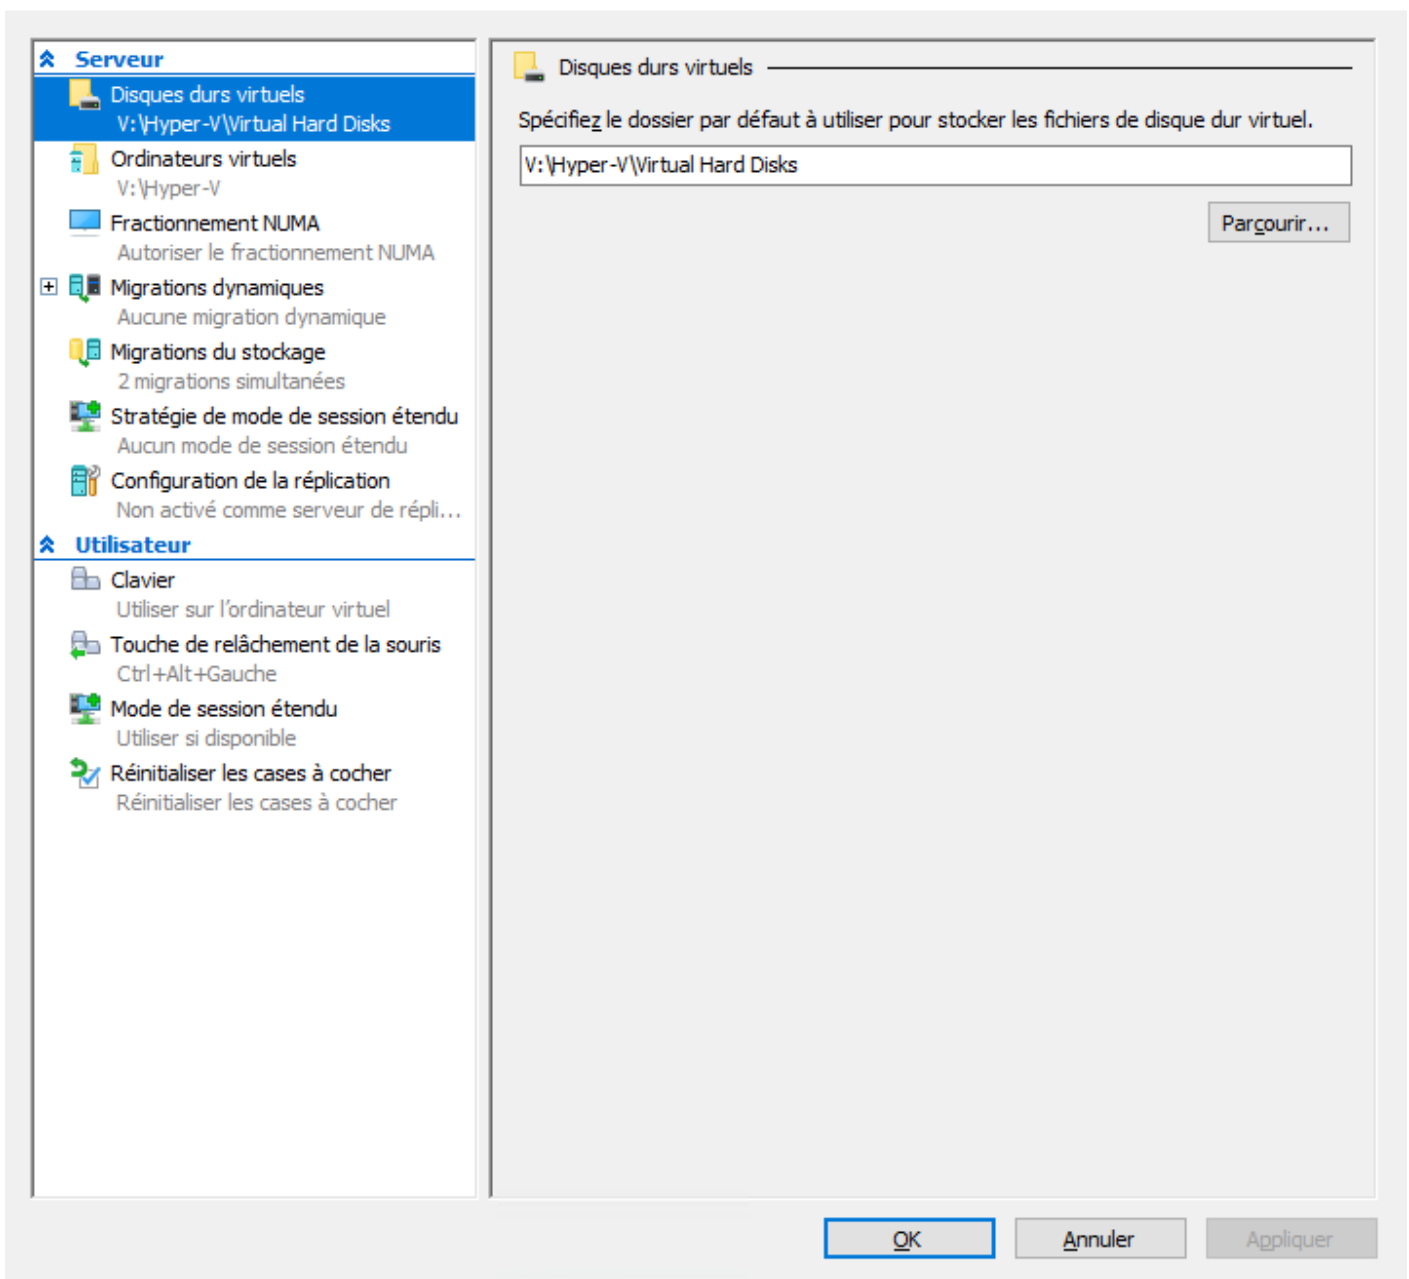 Serveur
Disques durs virtuels
V:\Hyper-V\Virtual Hard Disks
Ordinateurs virtuels
V:\Hyper-V
Fractionnement NUMA
Autoriser le fractionnement NUMA
Migrations dynamiques
Aucune migration dynamique
Migrations du stockage
2 migrations simultanées
Stratégie de mode de session étendu
Aucun mode de session étendu
Configuration de la réplication
Non activé comme serveur de répli...
Utilisateur
Clavier
Utiliser sur l'ordinateur virtuel
Touche de relâchement de la souris
Ctrl+Alt+Gauche
Mode de session étendu
Utiliser si disponible
Réinitialiser les cases à cocher
Réinitialiser les cases à cocher
Disques durs virtuels
Spécifiez le dossier par défaut à utiliser pour stocker les fichiers de disque dur virtuel.
V:\Hyper-V\Virtual Hard Disks
Parcourir...
OK
Annuler
Appliquer